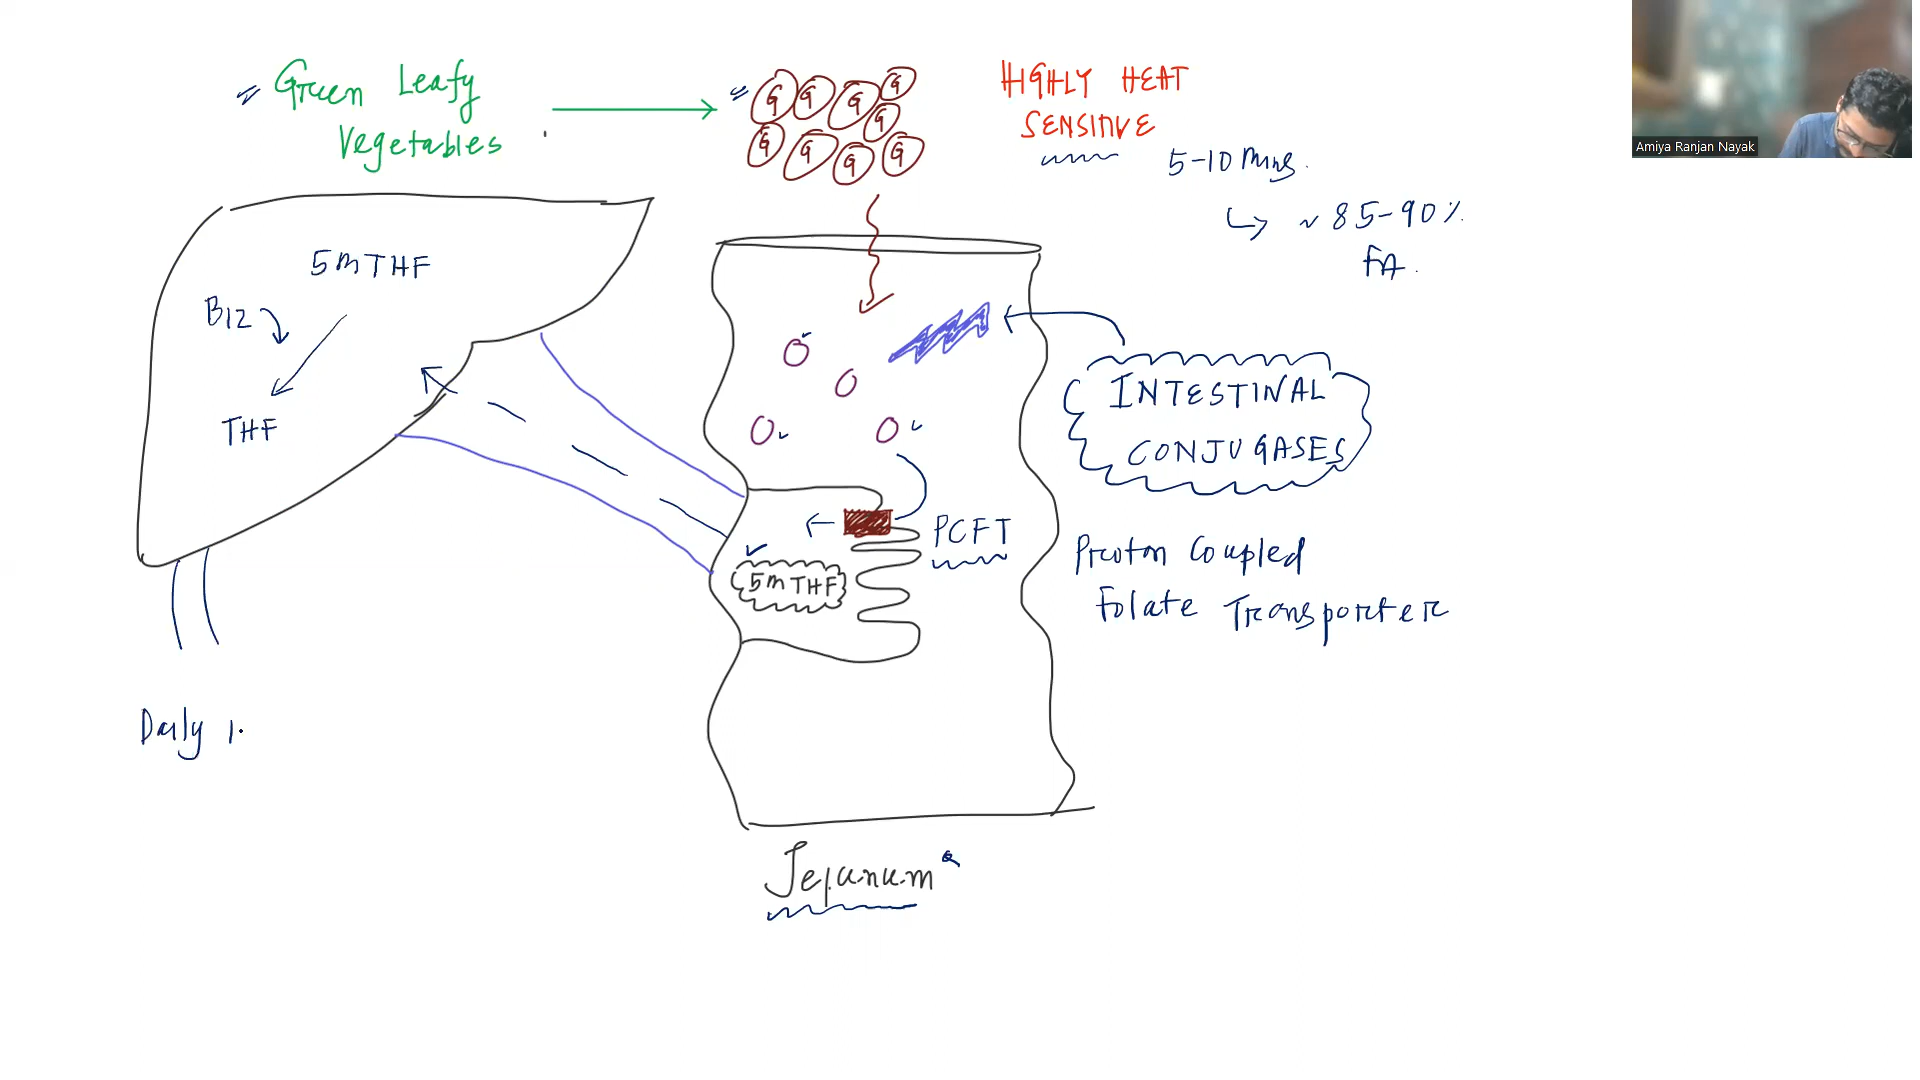 Green Leafy
Vegetables
G G G G
G
G G G G
HIGHLY HEAT
SENSITIVE
5-10 Mins.
~ 85-90%
FA.
Amiya Ranjan Nayak
5mTHF
B12
THF
INTESTINAL
CONJUGASES
PCFT
Proton Coupled
Folate Transporter
5mTHF
Daily
Jejunum